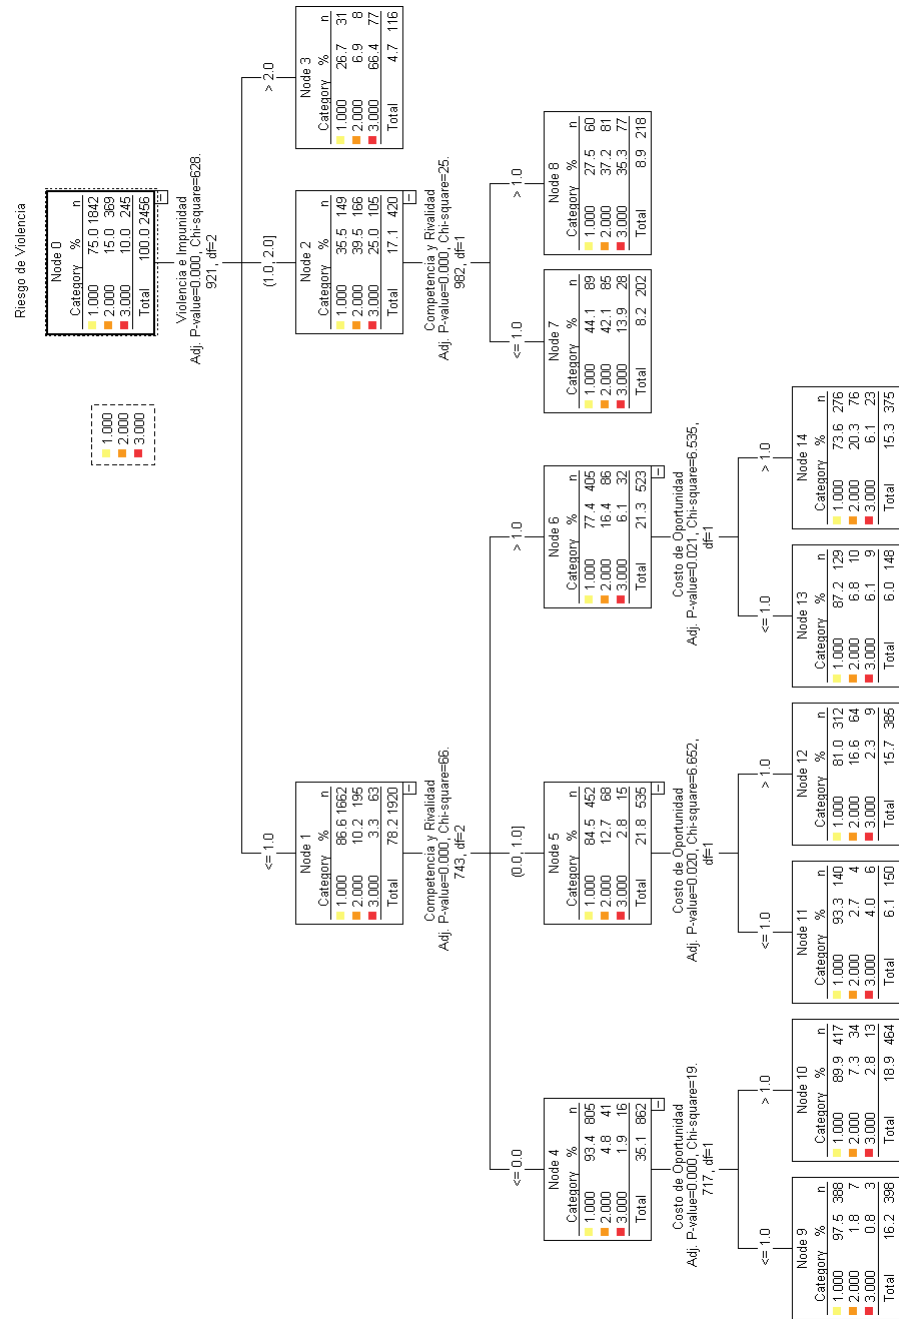 Riesgo de Violencia
1.000
2.000
3.000
Node 0
Category % n
1.000 75.0 1842
2.000 15.0 369
3.000 10.0 245
Total 100.0 2456
Violencia e Impunidad
Adj. P-value=0.000, Chi-square=628.
921, df=2
<= 1.0
(1.0, 2.0]
> 2.0
Node 1
Category % n
1.000 86.6 1662
2.000 10.2 195
3.000 3.3 63
Total 78.2 1920
Competencia y Rivalidad
Adj. P-value=0.000, Chi-square=66.
743, df=2
Node 2
Category % n
1.000 35.5 149
2.000 39.5 166
3.000 25.0 105
Total 17.1 420
Competencia y Rivalidad
Adj. P-value=0.000, Chi-square=25.
982, df=1
Node 3
Category % n
1.000 26.7 31
2.000 6.9 8
3.000 66.4 77
Total 4.7 116
<= 0.0
(0.0, 1.0]
> 1.0
<= 1.0
> 1.0
Node 4
Category % n
1.000 93.4 805
2.000 4.8 41
3.000 1.9 16
Total 35.1 862
Costo de Oportunidad
Adj. P-value=0.000, Chi-square=19.
717, df=1
Node 5
Category % n
1.000 84.5 452
2.000 12.7 68
3.000 2.8 15
Total 21.8 535
Costo de Oportunidad
Adj. P-value=0.020, Chi-square=6.652,
df=1
Node 6
Category % n
1.000 77.4 405
2.000 16.4 86
3.000 6.1 32
Total 21.3 523
Costo de Oportunidad
Adj. P-value=0.021, Chi-square=6.535,
df=1
Node 7
Category % n
1.000 44.1 89
2.000 42.1 85
3.000 13.9 28
Total 8.2 202
Node 8
Category % n
1.000 27.5 60
2.000 37.2 81
3.000 35.3 77
Total 8.9 218
<= 1.0
> 1.0
<= 1.0
> 1.0
<= 1.0
> 1.0
Node 9
Category % n
1.000 97.5 388
2.000 1.8 7
3.000 0.8 3
Total 16.2 398
Node 10
Category % n
1.000 89.9 417
2.000 7.3 34
3.000 2.8 13
Total 18.9 464
Node 11
Category % n
1.000 93.3 140
2.000 2.7 4
3.000 4.0 6
Total 6.1 150
Node 12
Category % n
1.000 81.0 312
2.000 16.6 64
3.000 2.3 9
Total 15.7 385
Node 13
Category % n
1.000 87.2 129
2.000 6.8 10
3.000 6.1 9
Total 6.0 148
Node 14
Category % n
1.000 73.6 276
2.000 20.3 76
3.000 6.1 23
Total 15.3 375